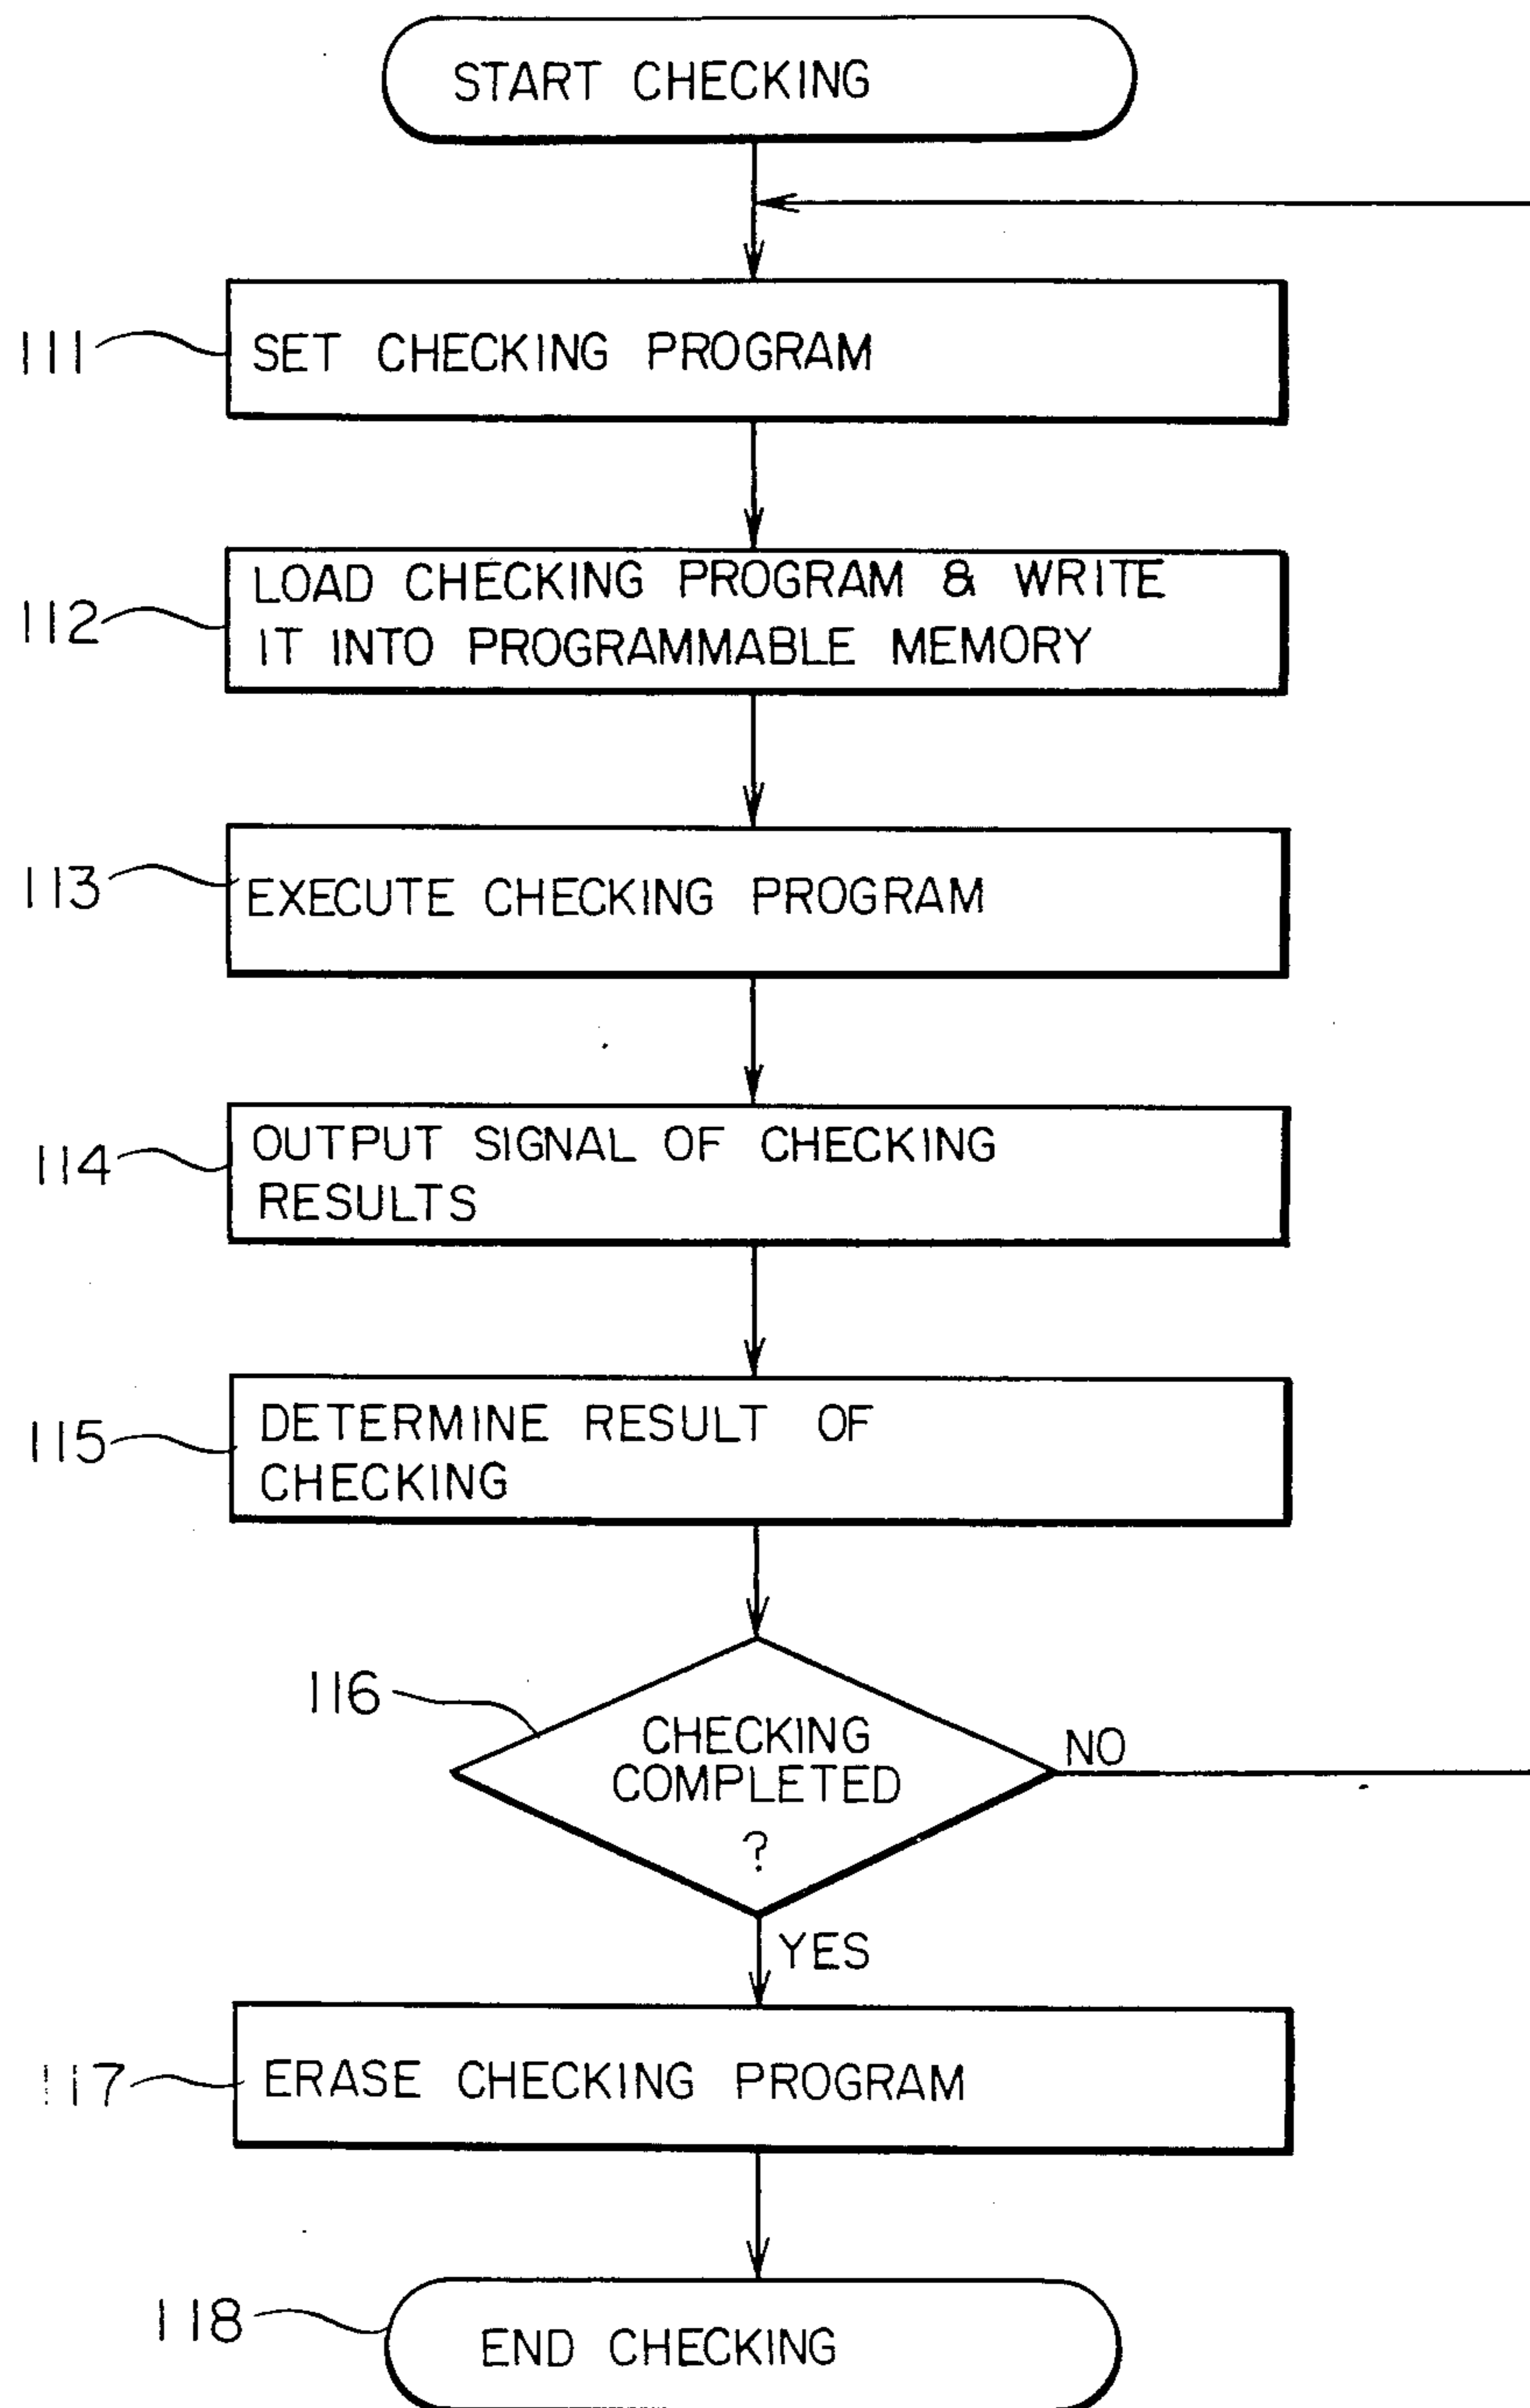 START CHECKING
111
SET CHECKING PROGRAM
112
LOAD CHECKING PROGRAM & WRITE
IT INTO PROGRAMMABLE MEMORY
113
EXECUTE CHECKING PROGRAM
114
OUTPUT SIGNAL OF CHECKING
RESULTS
115
DETERMINE RESULT OF
CHECKING
116
CHECKING
COMPLETED
?
NO
YES
117
ERASE CHECKING PROGRAM
118
END CHECKING